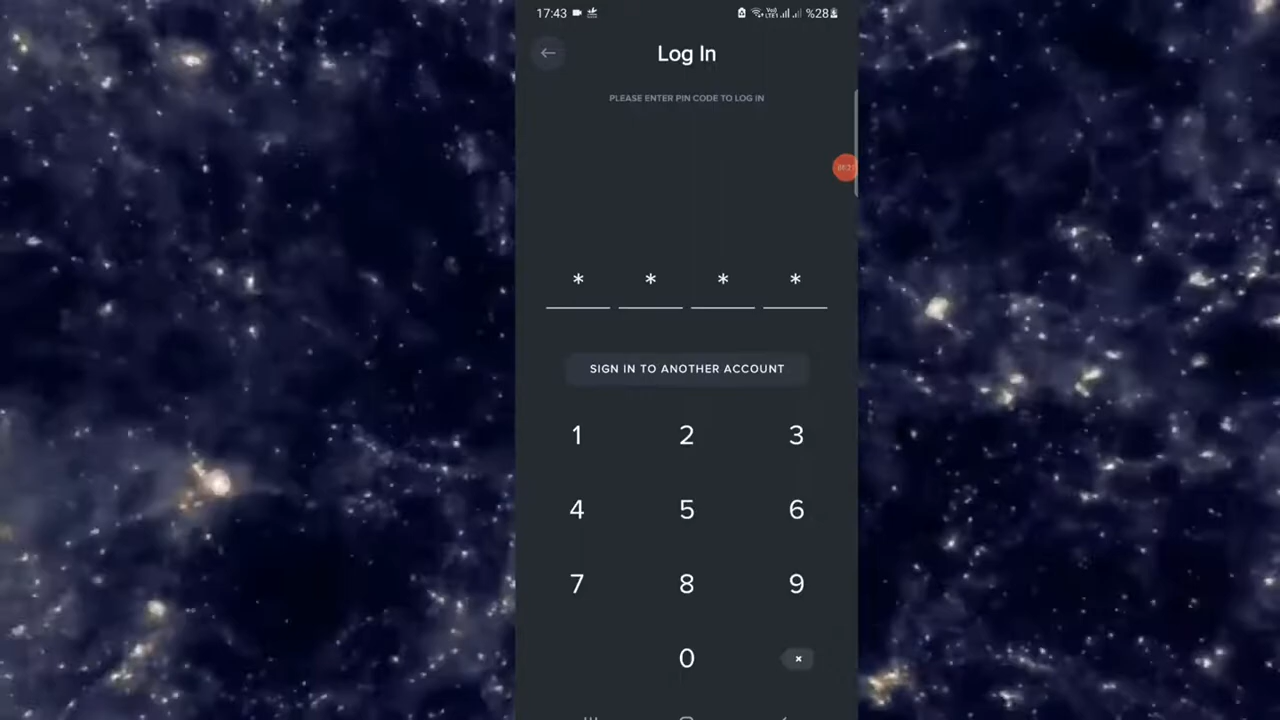 17:43 %28
Log In
PLEASE ENTER PIN CODE TO LOG IN
* * * *
SIGN IN TO ANOTHER ACCOUNT
1 2 3
4 5 6
7 8 9
0